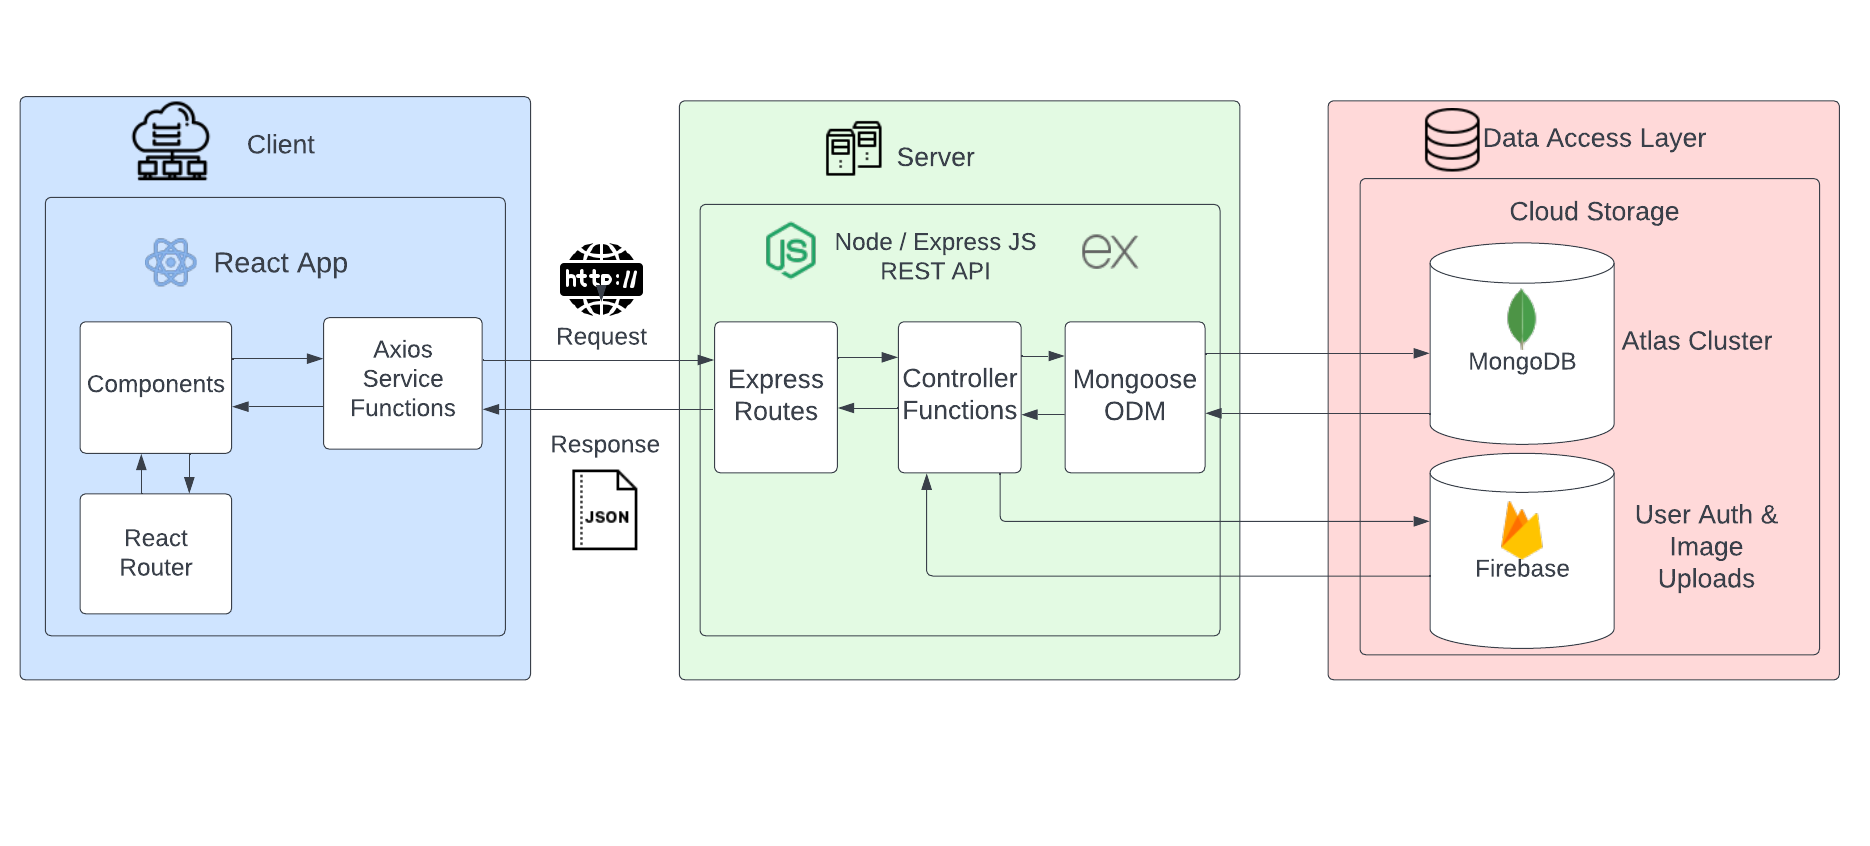 Client
React App
Components
Axios
Service
Functions
React
Router
http://
Request
Response
JSON
Server
JS
Node / Express JS
REST API
ex
Express
Routes
Controller
Functions
Mongoose
ODM
Data Access Layer
Cloud Storage
MongoDB
Atlas Cluster
Firebase
User Auth &
Image
Uploads